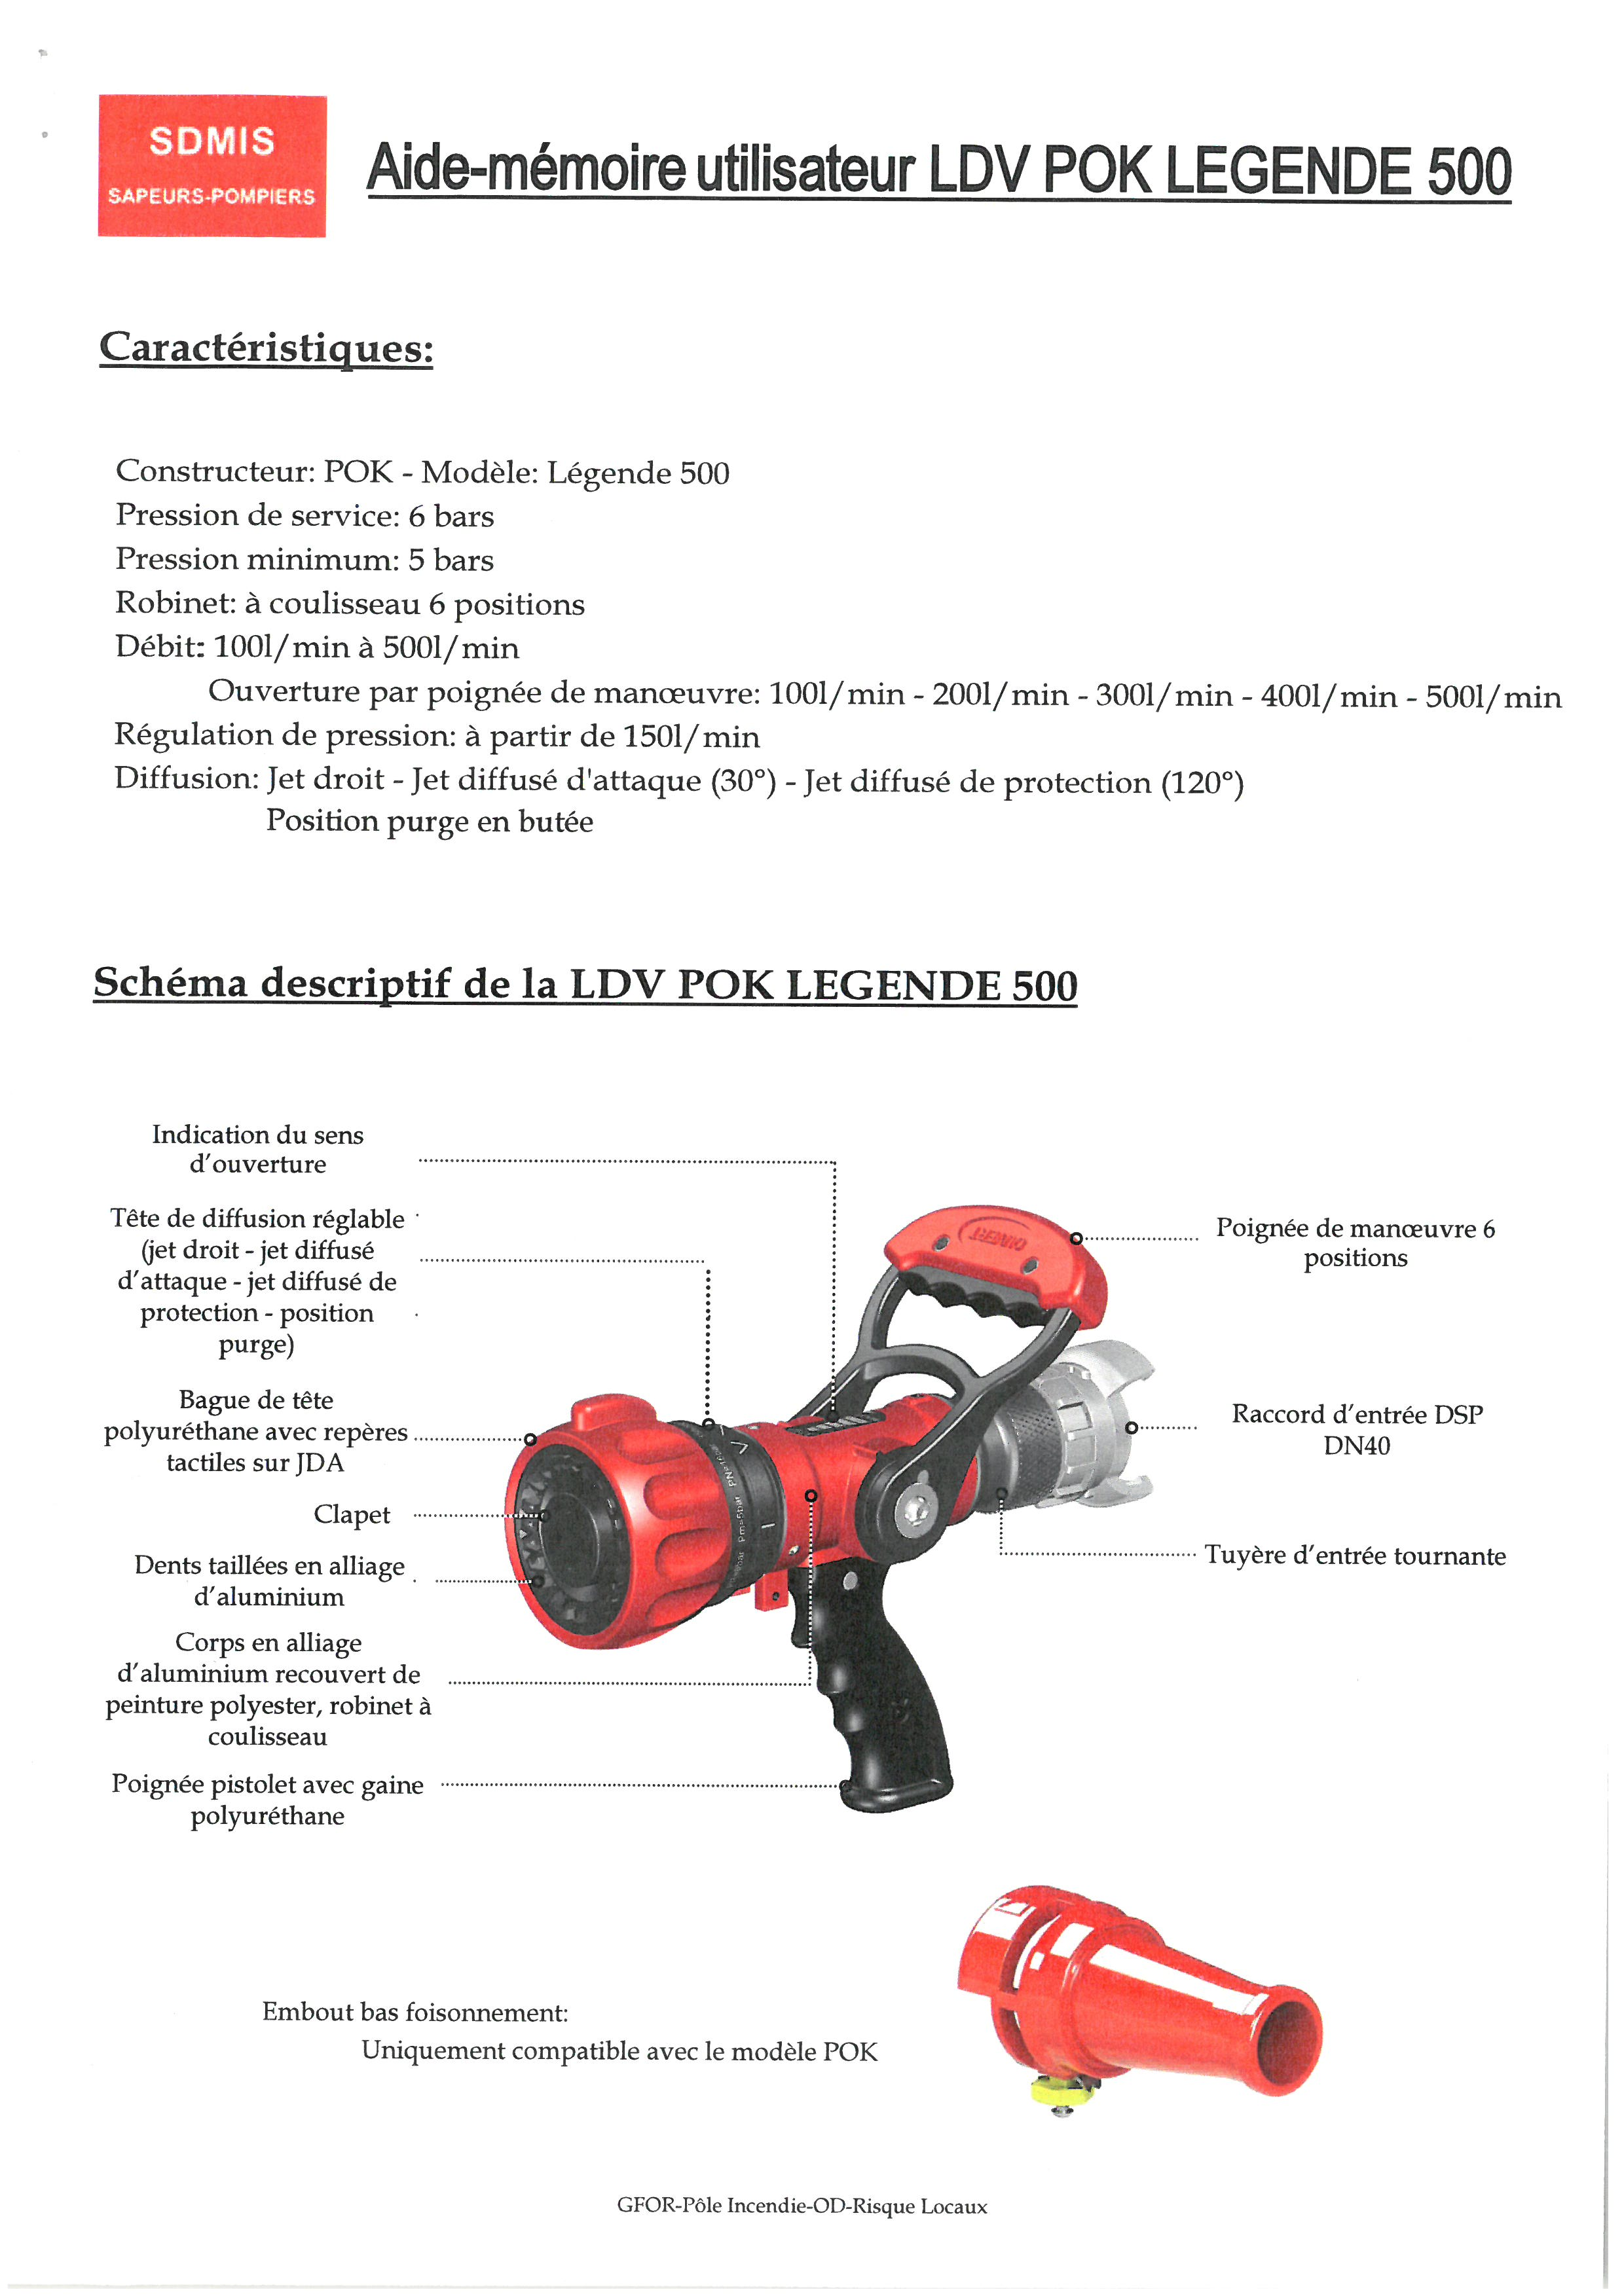 SDMIS
SAPEURS-POMPIERS
Aide-mémoire utilisateur LDV POK LEGENDE 500
Caractéristiques:
Constructeur: POK - Modèle: Légende 500
Pression de service: 6 bars
Pression minimum: 5 bars
Robinet: à coulisseau 6 positions
Débit: 100l/min à 500l/min
Ouverture par poignée de manœuvre: 100l/min - 200l/min - 300l/min - 400l/min - 500l/min
Régulation de pression: à partir de 150l/min
Diffusion: Jet droit - Jet diffusé d'attaque (30°) - Jet diffusé de protection (120°)
Position purge en butée
Schéma descriptif de la LDV POK LEGENDE 500
Indication du sens
d'ouverture
Tête de diffusion réglable
(jet droit - jet diffusé
d'attaque - jet diffusé de
protection - position
purge)
Bague de tête
polyuréthane avec repères
tactiles sur JDA
Clapet
Dents taillées en alliage
d'aluminium
Corps en alliage
d'aluminium recouvert de
peinture polyester, robinet à
coulisseau
Poignée pistolet avec gaine
polyuréthane
Poignée de manœuvre 6
positions
Raccord d'entrée DSP
DN40
Tuyère d'entrée tournante
Embout bas foisonnement:
Uniquement compatible avec le modèle POK
GFOR-Pôle Incendie-OD-Risque Locaux